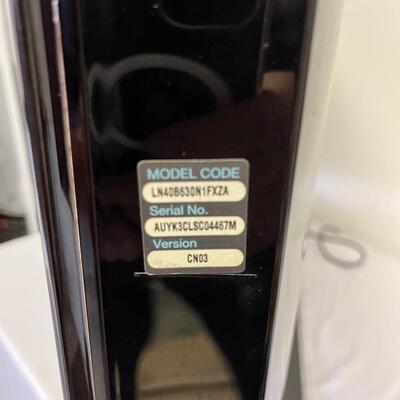 MODEL CODE
LN40B630N1FXZA
Serial No.
AUYK3CLSC04467M
Version
CN03